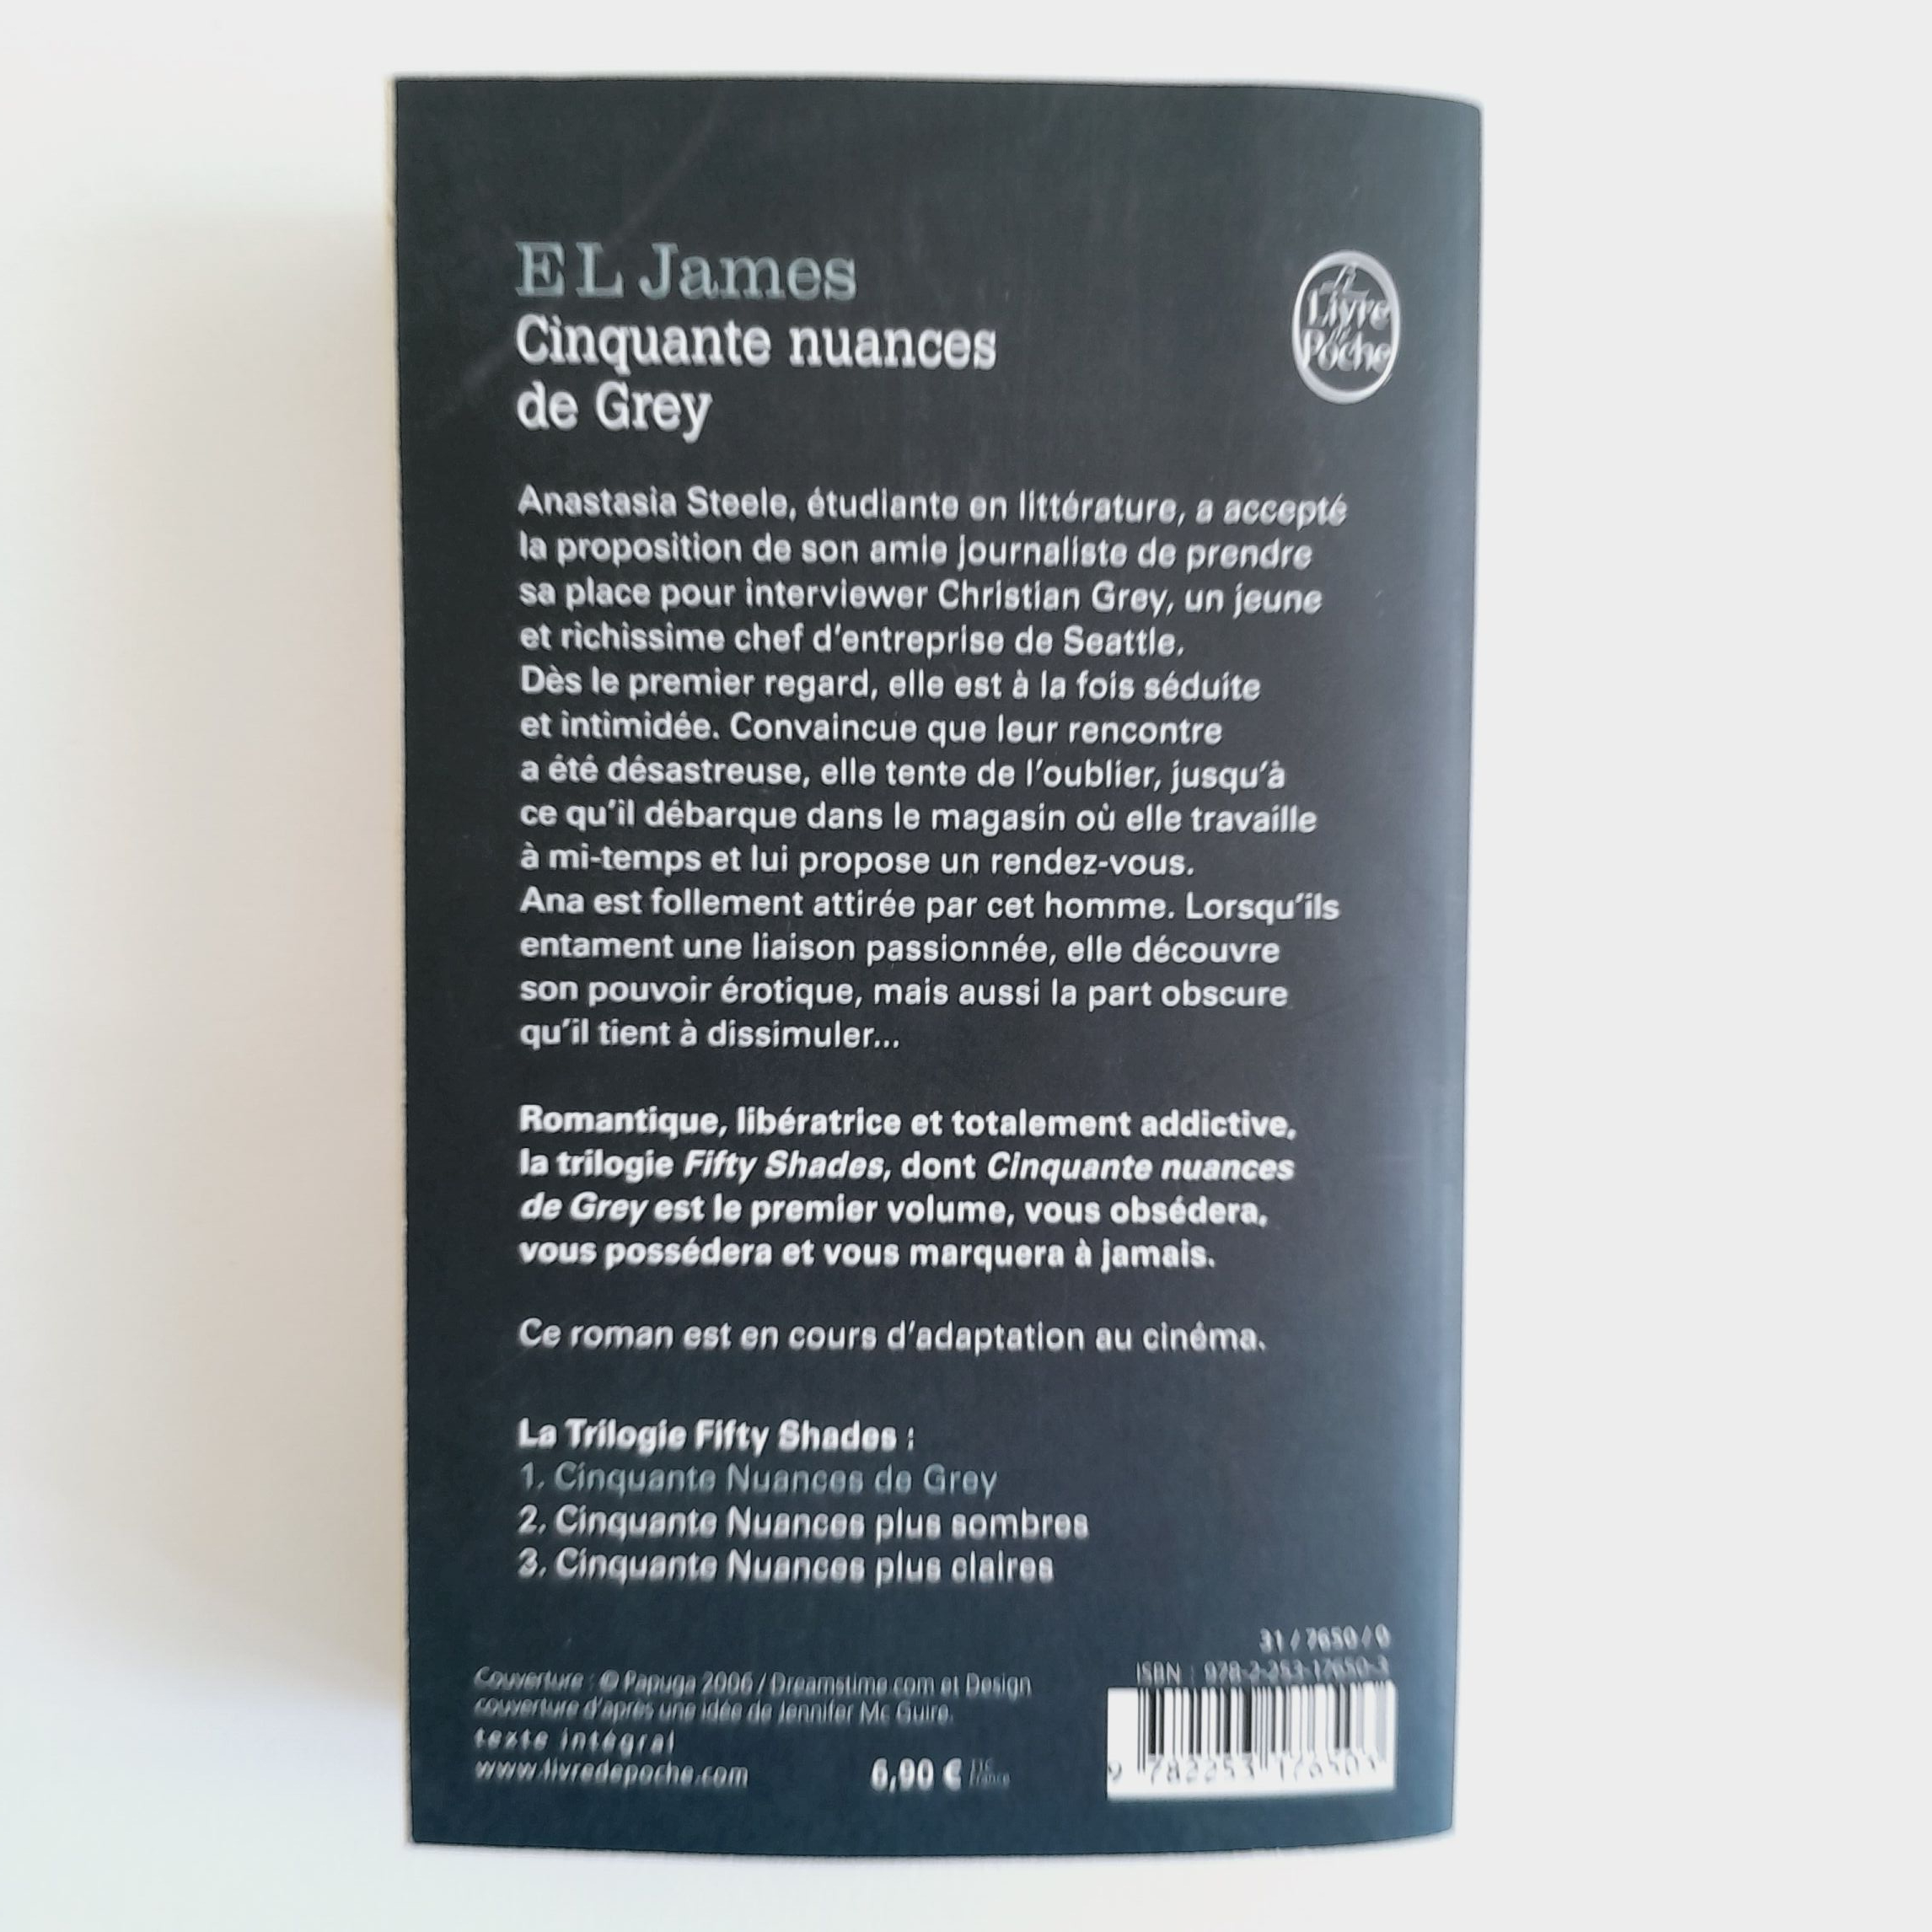 E L James
Cinquante nuances
de Grey
Le
Livre
de
Poche
Anastasia Steele, étudiante en littérature, a accepté
la proposition de son amie journaliste de prendre
sa place pour interviewer Christian Grey, un jeune
et richissime chef d'entreprise de Seattle.
Dès le premier regard, elle est à la fois séduite
et intimidée. Convaincue que leur rencontre
a été désastreuse, elle tente de l'oublier, jusqu'à
ce qu'il débarque dans le magasin où elle travaille
à mi-temps et lui propose un rendez-vous.
Ana est follement attirée par cet homme. Lorsqu'ils
entament une liaison passionnée, elle découvre
son pouvoir érotique, mais aussi la part obscure
qu'il tient à dissimuler...
Romantique, libératrice et totalement addictive,
la trilogie Fifty Shades, dont Cinquante nuances
de Grey est le premier volume, vous obsédera,
vous possédera et vous marquera à jamais.
Ce roman est en cours d'adaptation au cinéma.
La Trilogie Fifty Shades :
1. Cinquante Nuances de Grey
2. Cinquante Nuances plus sombres
3. Cinquante Nuances plus claires
Couverture : © Papuga 2006 / Dreamstime.com et Design
couverture d'après une idée de Jennifer Mc Guire.
texte intégral
www.livredepoche.com
6,90 € TTC France
31 / 7650 / 0
ISBN : 978-2-253-17650-3
9 782253 176503